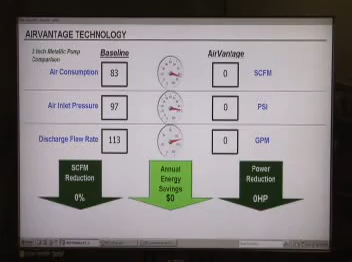 AIRVANTAGE TECHNOLOGY
3 Inch Metallic Pump
Comparison
Baseline
AirVantage
Air Consumption 83 0 SCFM
Air Inlet Pressure 97 0 PSI
Discharge Flow Rate 113 0 GPM
SCFM
Reduction
0%
Annual
Energy
Savings
$0
Power
Reduction
0HP